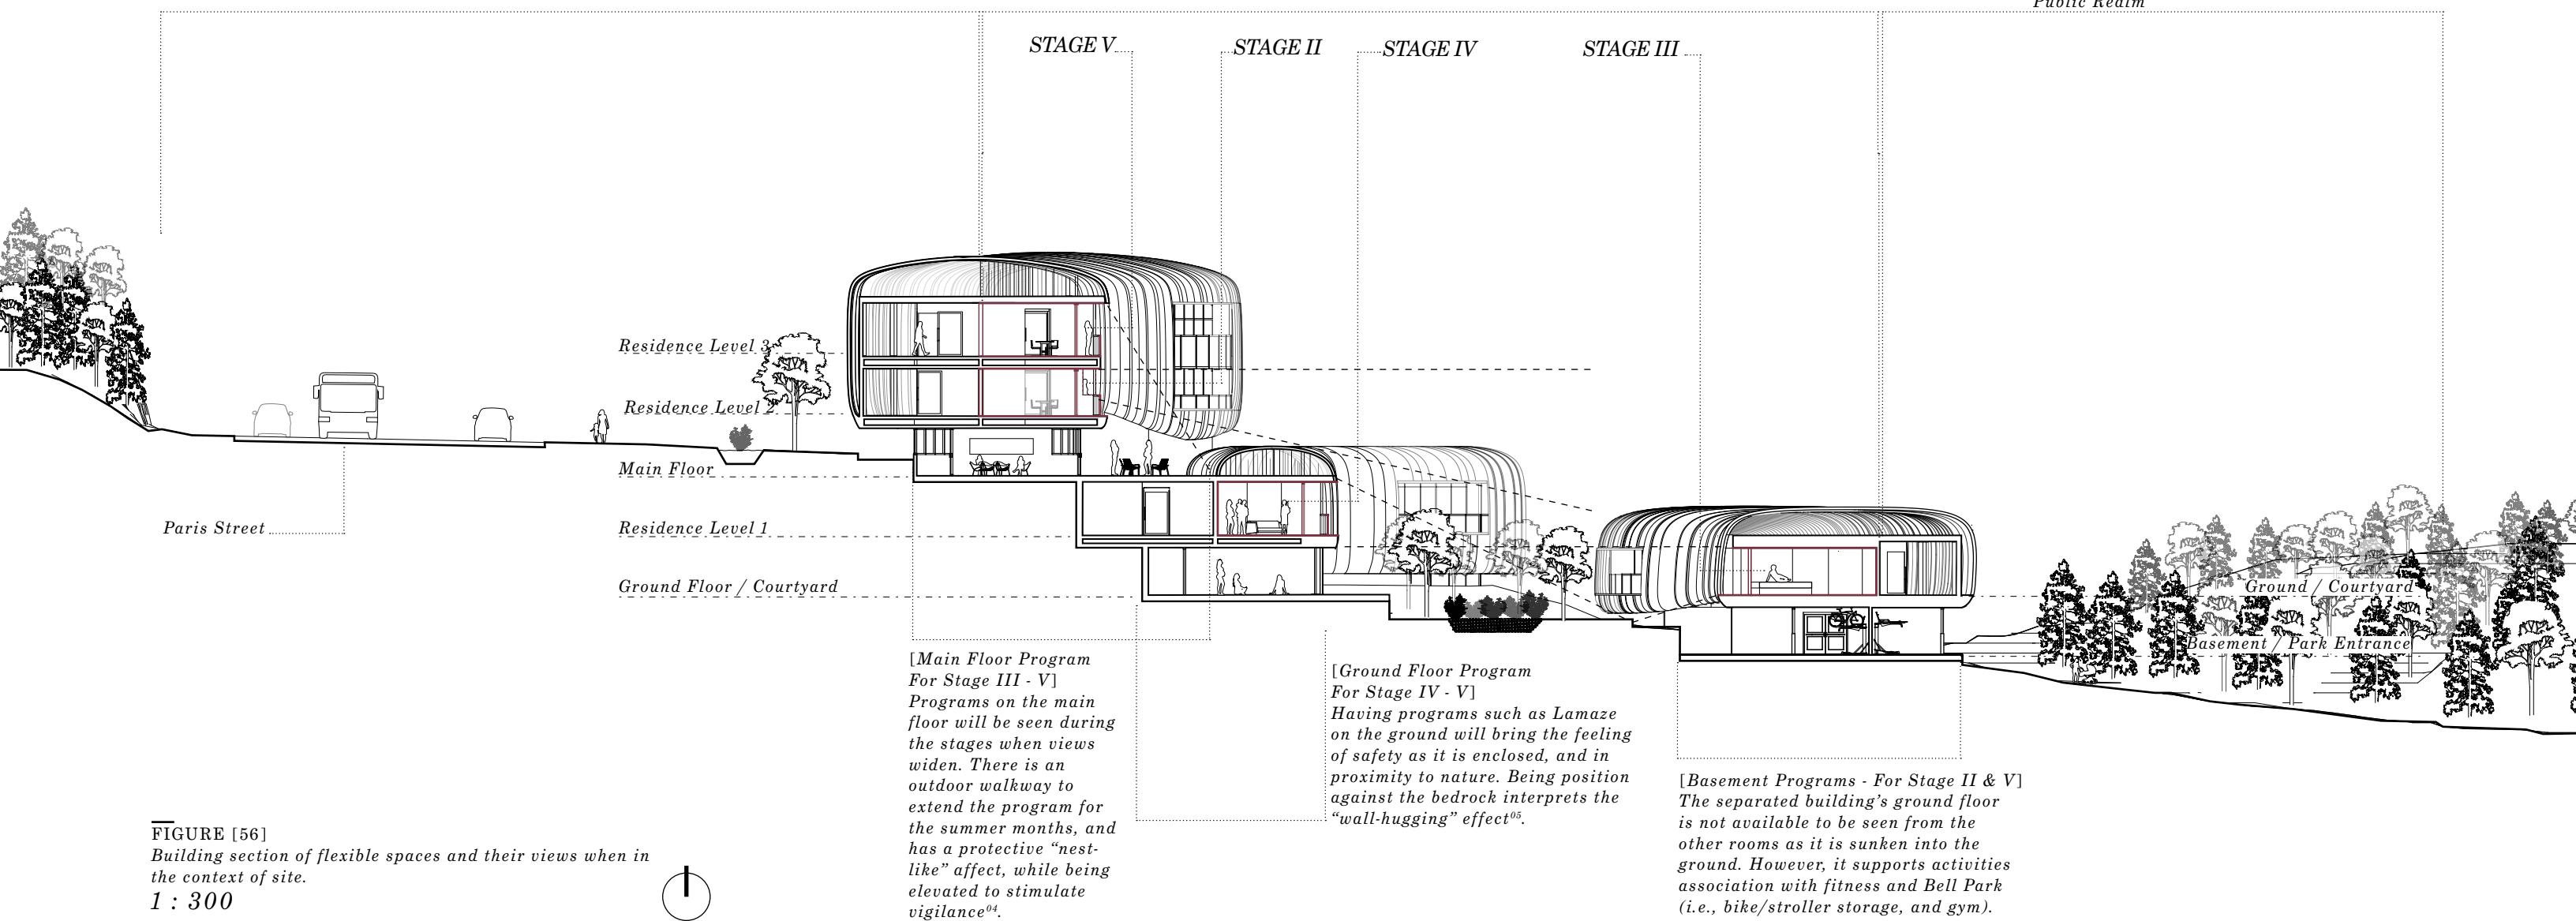 Public Realm
STAGE V
STAGE II
STAGE IV
STAGE III
Residence Level 3
Residence Level 2
Main Floor
Paris Street
Residence Level 1
Ground Floor / Courtyard
Ground / Courtyard
Basement / Park Entrance
[Main Floor Program
For Stage III - V]
Programs on the main
floor will be seen during
the stages when views
widen. There is an
outdoor walkway to
extend the program for
the summer months, and
has a protective “nest-
like” affect, while being
elevated to stimulate
vigilance⁰⁴.
[Ground Floor Program
For Stage IV - V]
Having programs such as Lamaze
on the ground will bring the feeling
of safety as it is enclosed, and in
proximity to nature. Being position
against the bedrock interprets the
“wall-hugging” effect⁰⁵.
[Basement Programs - For Stage II & V]
The separated building’s ground floor
is not available to be seen from the
other rooms as it is sunken into the
ground. However, it supports activities
association with fitness and Bell Park
(i.e., bike/stroller storage, and gym).
FIGURE [56]
Building section of flexible spaces and their views when in
the context of site.
1 : 300